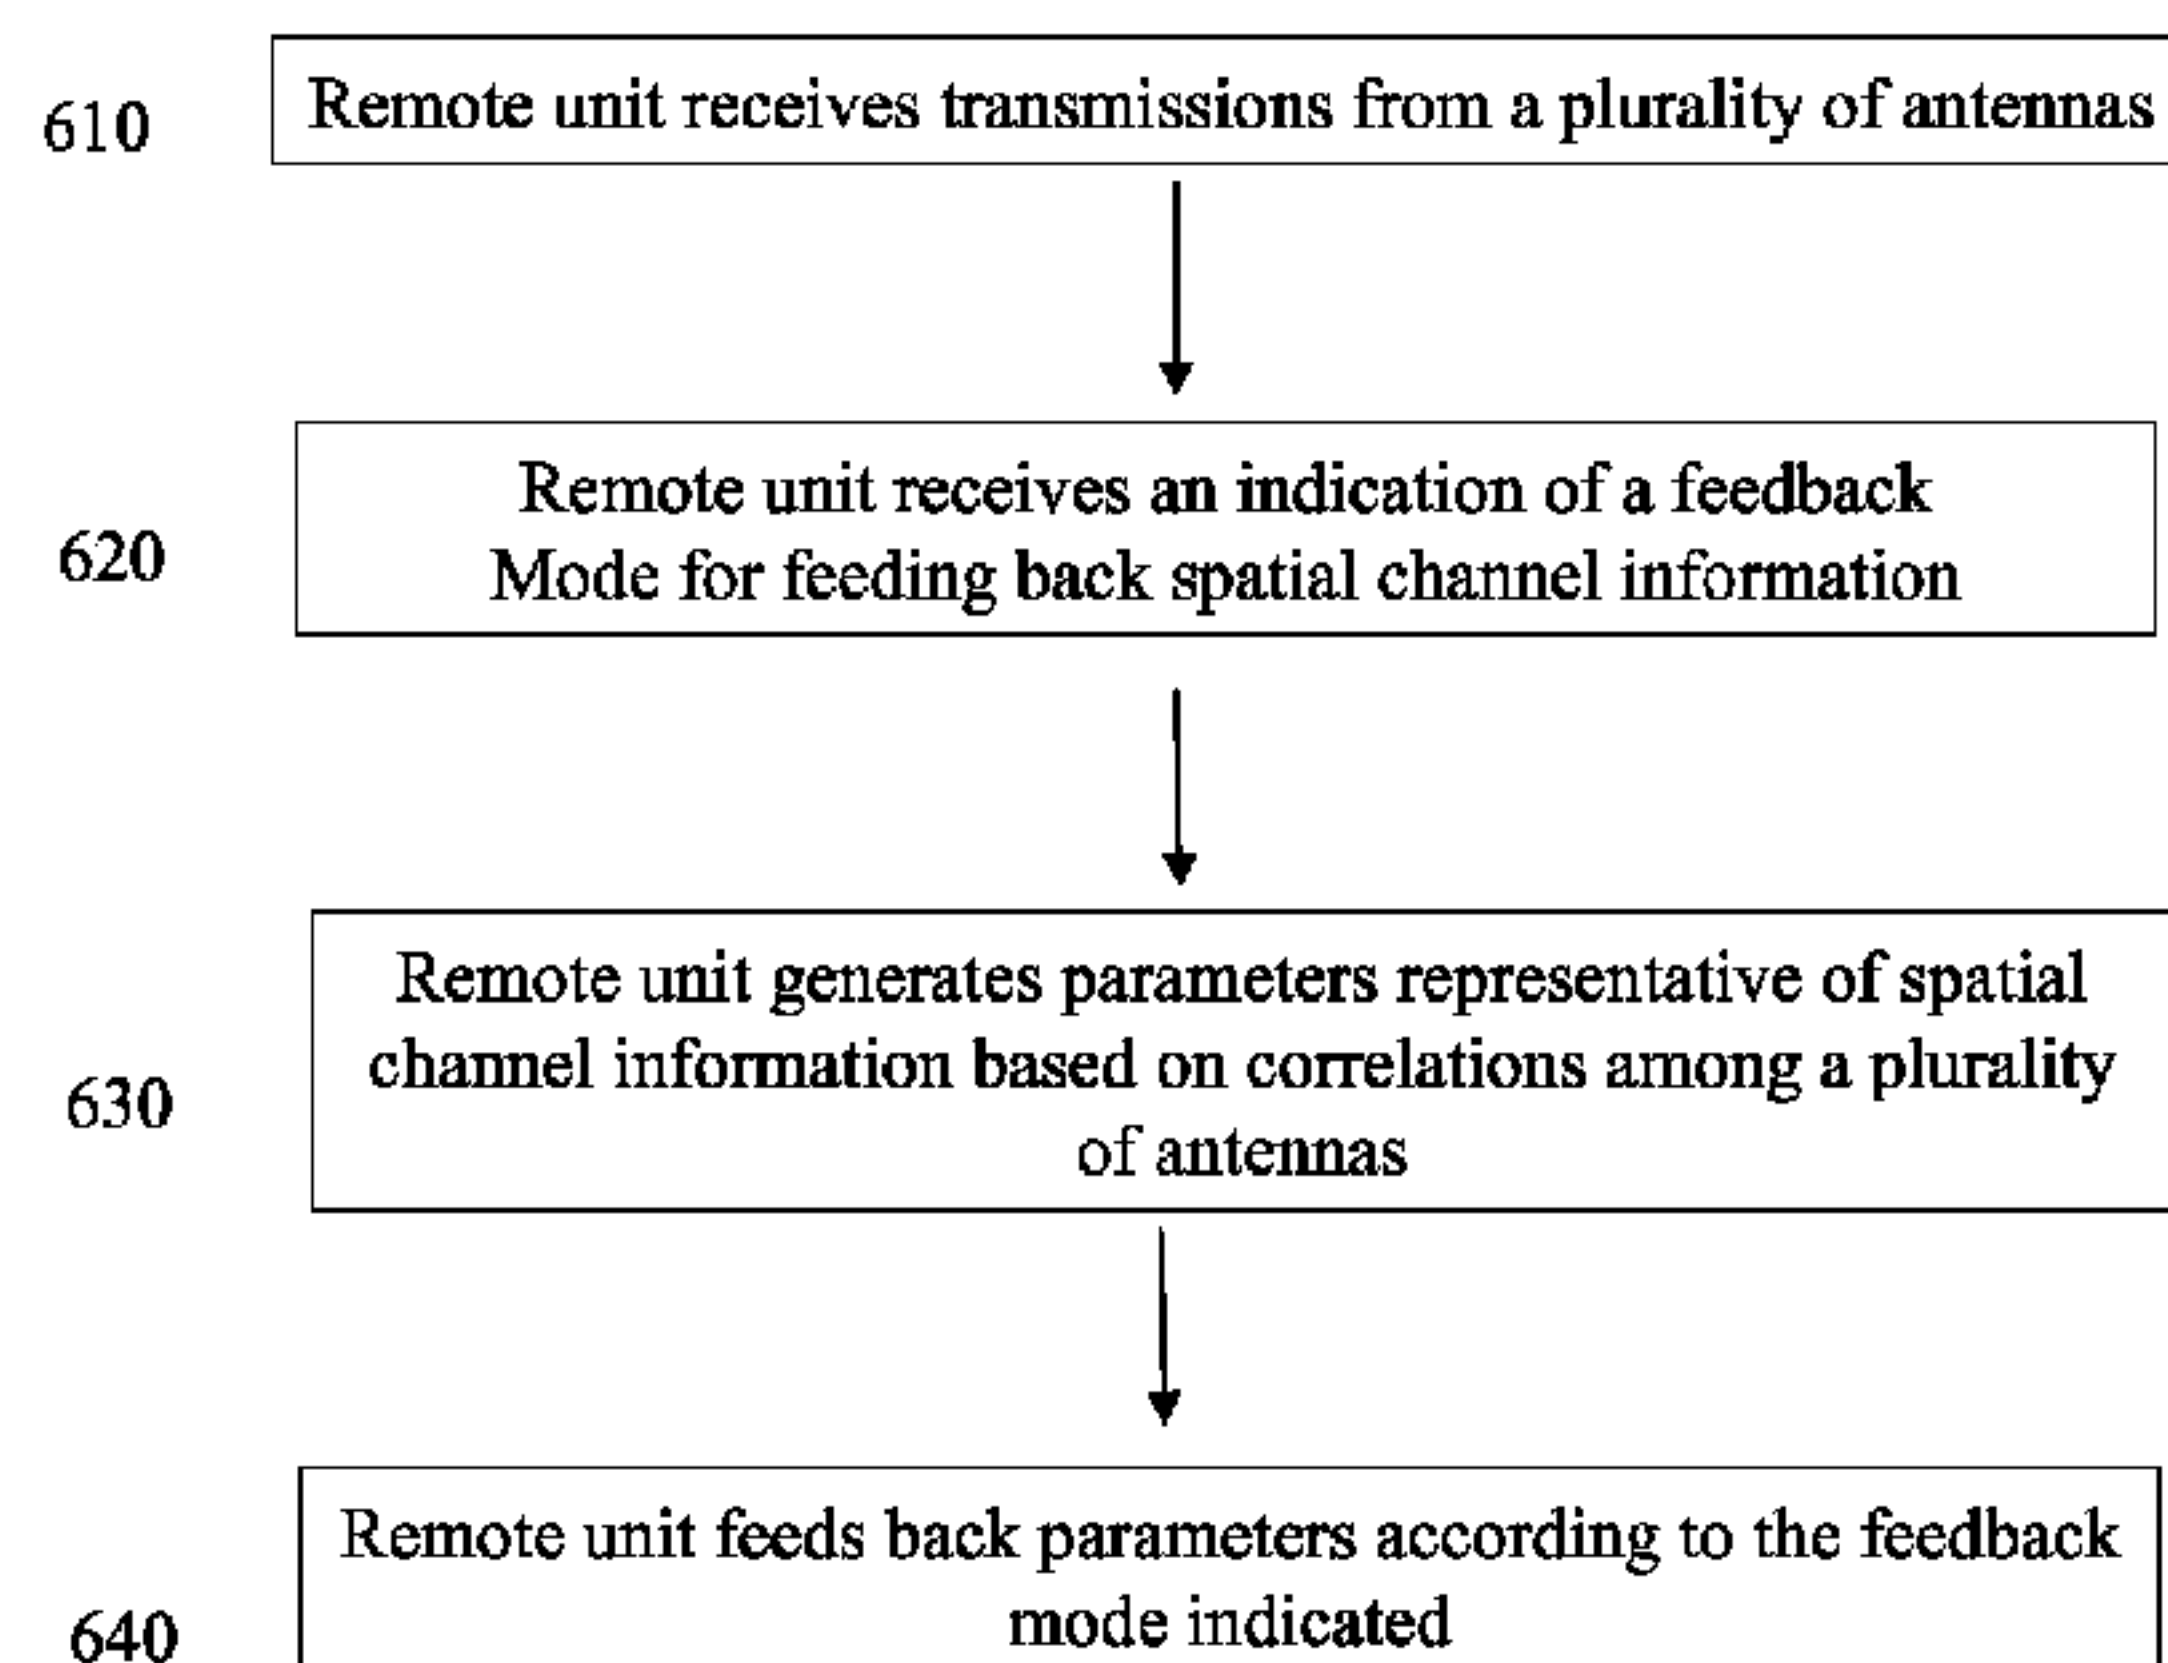 610
Remote unit receives transmissions from a plurality of antennas
620
Remote unit receives an indication of a feedback
Mode for feeding back spatial channel information
630
Remote unit generates parameters representative of spatial
channel information based on correlations among a plurality
of antennas
640
Remote unit feeds back parameters according to the feedback
mode indicated